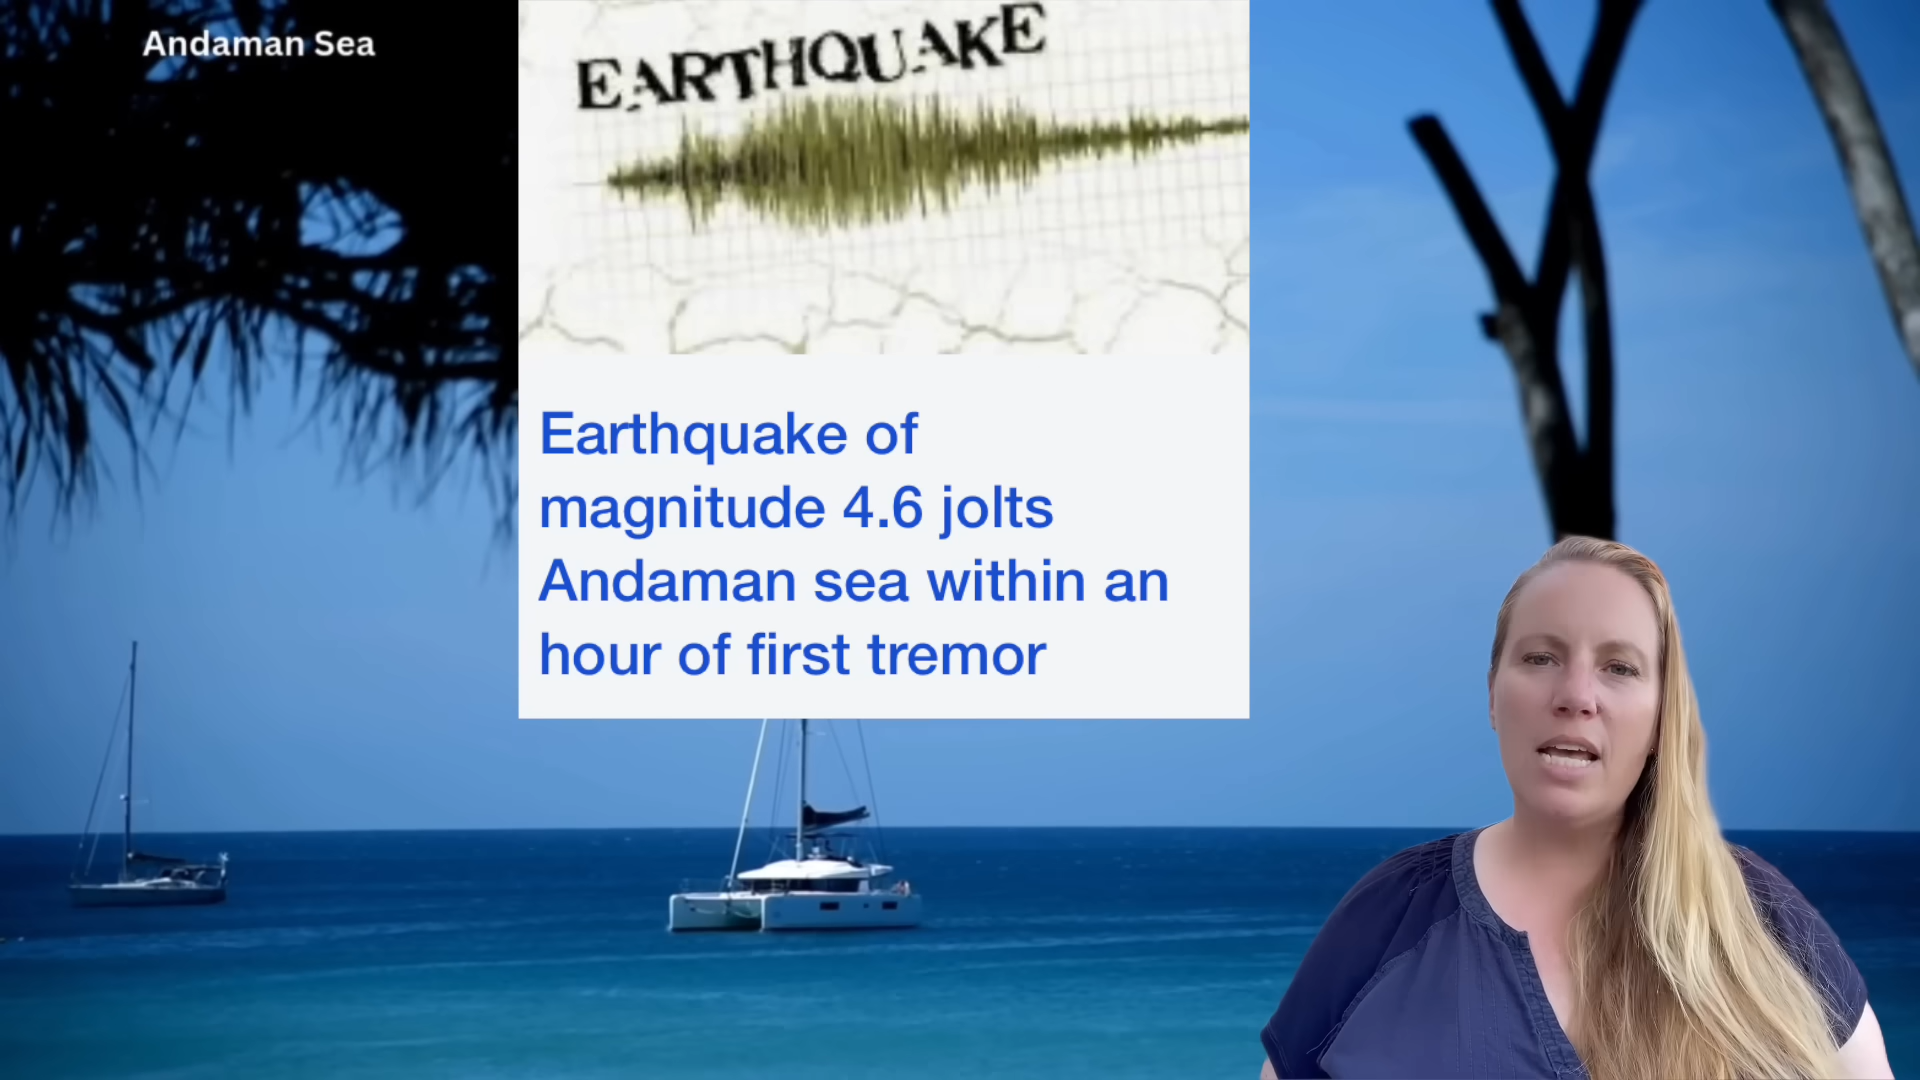 Andaman Sea
EARTHQUAKE
Earthquake of
magnitude 4.6 jolts
Andaman sea within an
hour of first tremor